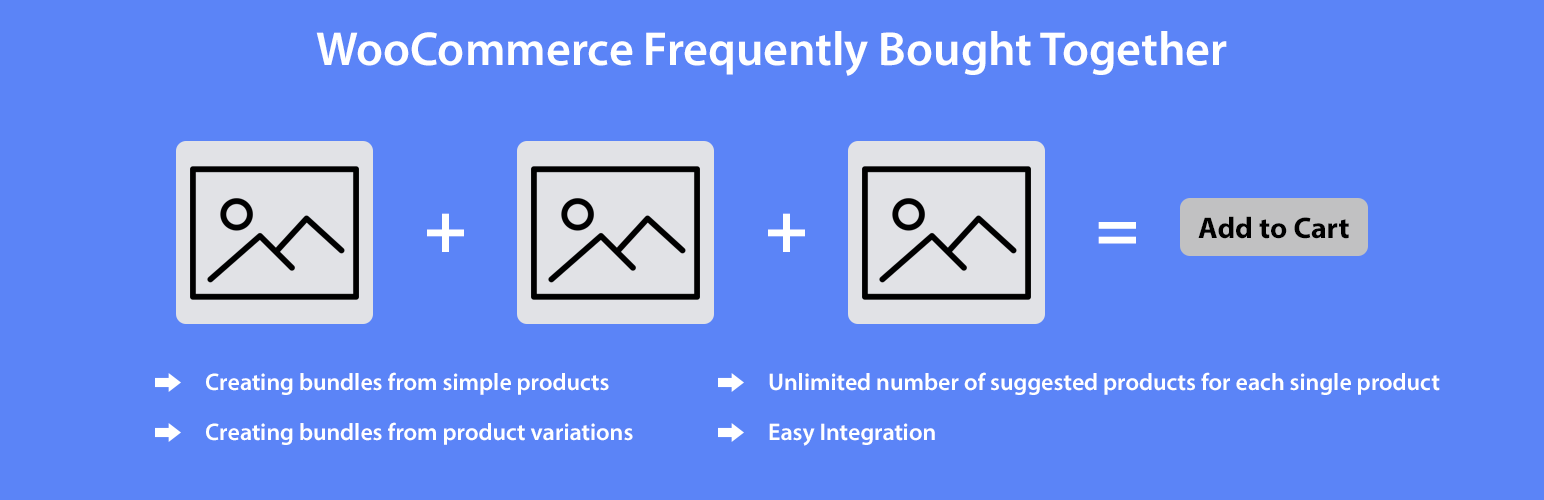 WooCommerce Frequently Bought Together
+ + = Add to Cart
Creating bundles from simple products
Unlimited number of suggested products for each single product
Creating bundles from product variations
Easy Integration